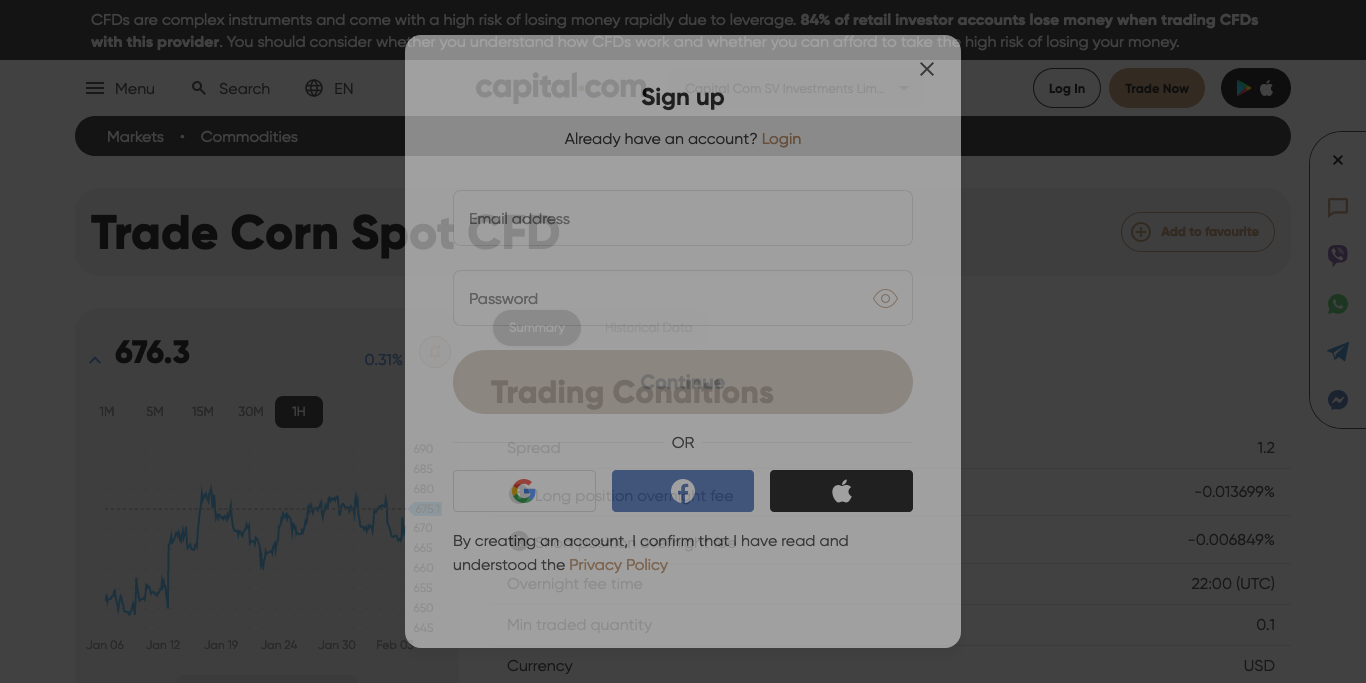 CFDs are complex instruments and come with a high risk of losing money rapidly due to leverage. 84% of retail investor accounts lose money when trading CFDs
with this provider. You should consider whether you understand how CFDs work and whether you can afford to take the high risk of losing your money.
Menu Search EN
capital.com
Capital Com SV Investments Lim...
Log In
Trade Now
Markets • Commodities
Sign up
Already have an account? Login
Trade Corn Spot CFD
Add to favourite
Email address
Password
Summary Historical Data
676.3
0.31%
Continue
Trading Conditions
1M 5M 15M 30M 1H
OR
Spread 1.2
Long position overnight fee -0.013699%
-0.006849%
By creating an account, I confirm that I have read and
understood the Privacy Policy
Overnight fee time 22:00 (UTC)
Min traded quantity 0.1
Currency USD
690
685
680
675.1
670
665
660
655
650
645
Jan 06 Jan 12 Jan 19 Jan 24 Jan 30